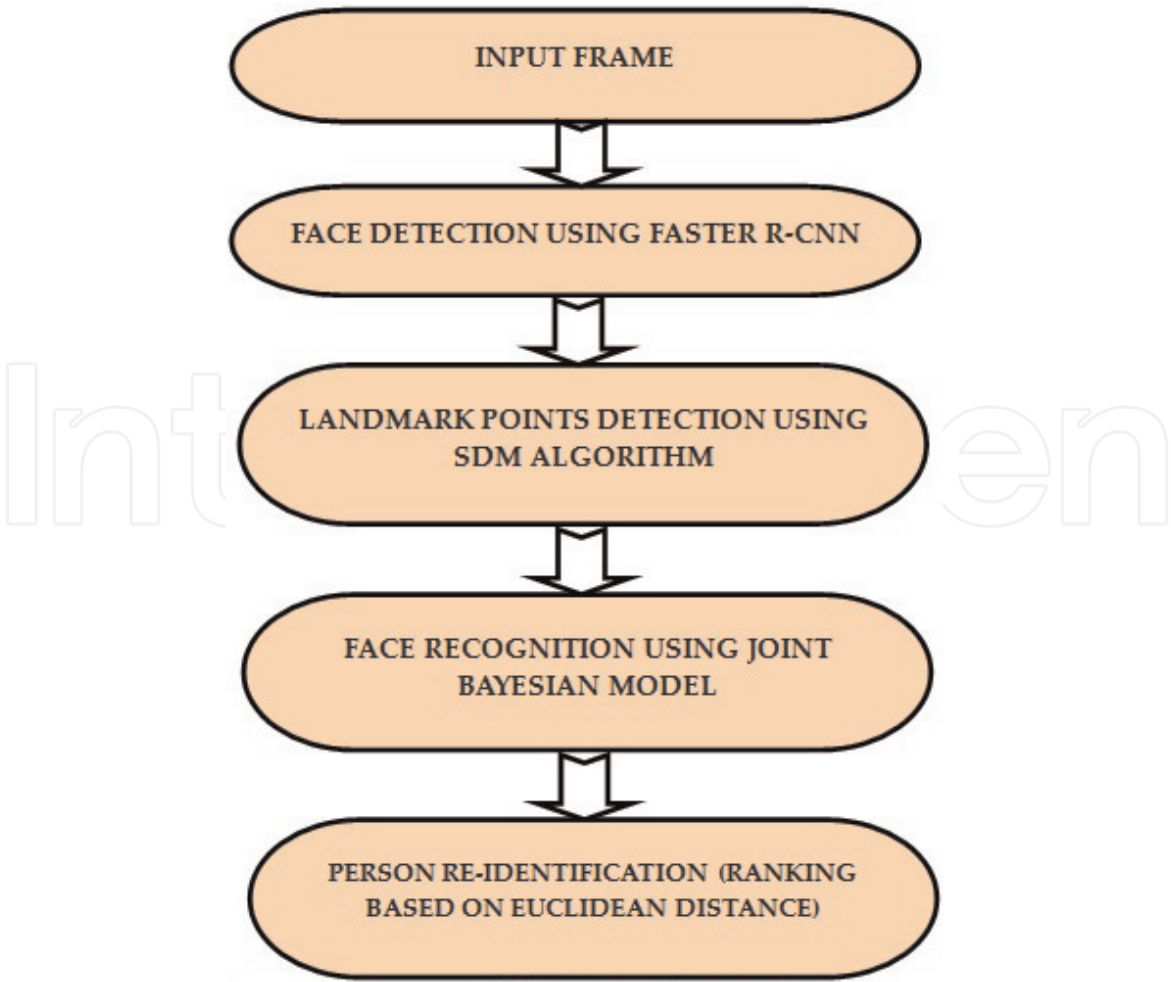 INPUT FRAME
FACE DETECTION USING FASTER R-CNN
LANDMARK POINTS DETECTION USING
SDM ALGORITHM
FACE RECOGNITION USING JOINT
BAYESIAN MODEL
PERSON RE-IDENTIFICATION (RANKING
BASED ON EUCLIDEAN DISTANCE)